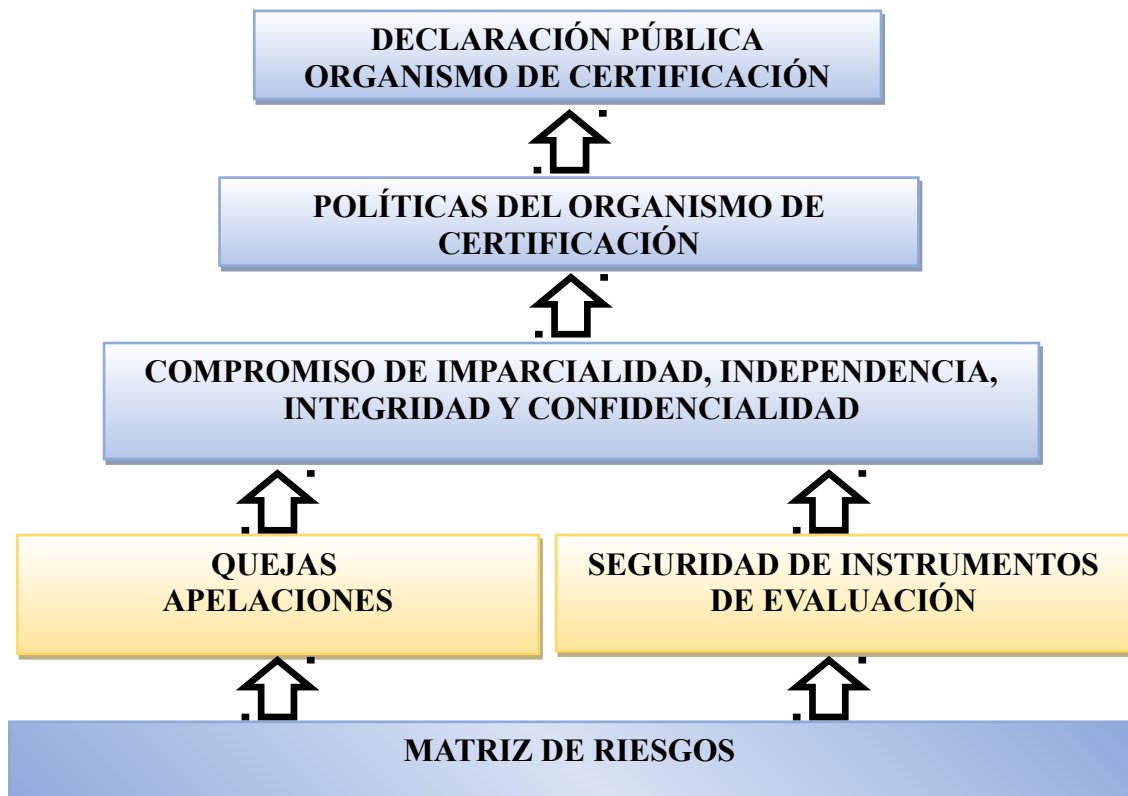 DECLARACIÓN PÚBLICA
ORGANISMO DE CERTIFICACIÓN
POLÍTICAS DEL ORGANISMO DE
CERTIFICACIÓN
COMPROMISO DE IMPARCIALIDAD, INDEPENDENCIA,
INTEGRIDAD Y CONFIDENCIALIDAD
QUEJAS
APELACIONES
SEGURIDAD DE INSTRUMENTOS
DE EVALUACIÓN
MATRIZ DE RIESGOS